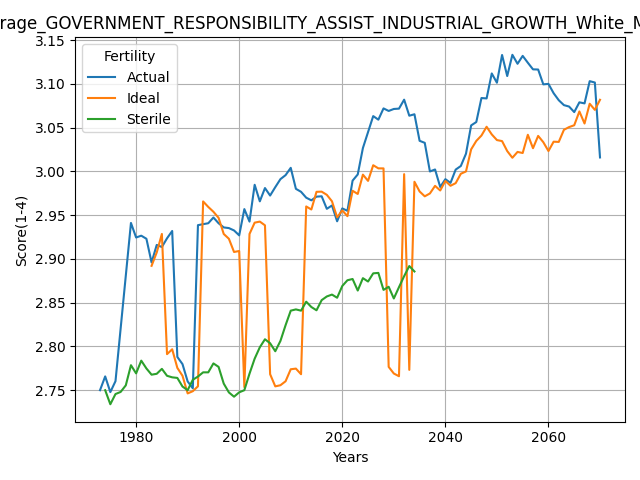 rage_GOVERNMENT_RESPONSIBILITY_ASSIST_INDUSTRIAL_GROWTH_White_M
3.15
3.10
3.05
3.00
2.95
2.90
2.85
2.80
2.75
Score(1-4)
Fertility
Actual
Ideal
Sterile
1980 2000 2020 2040 2060
Years